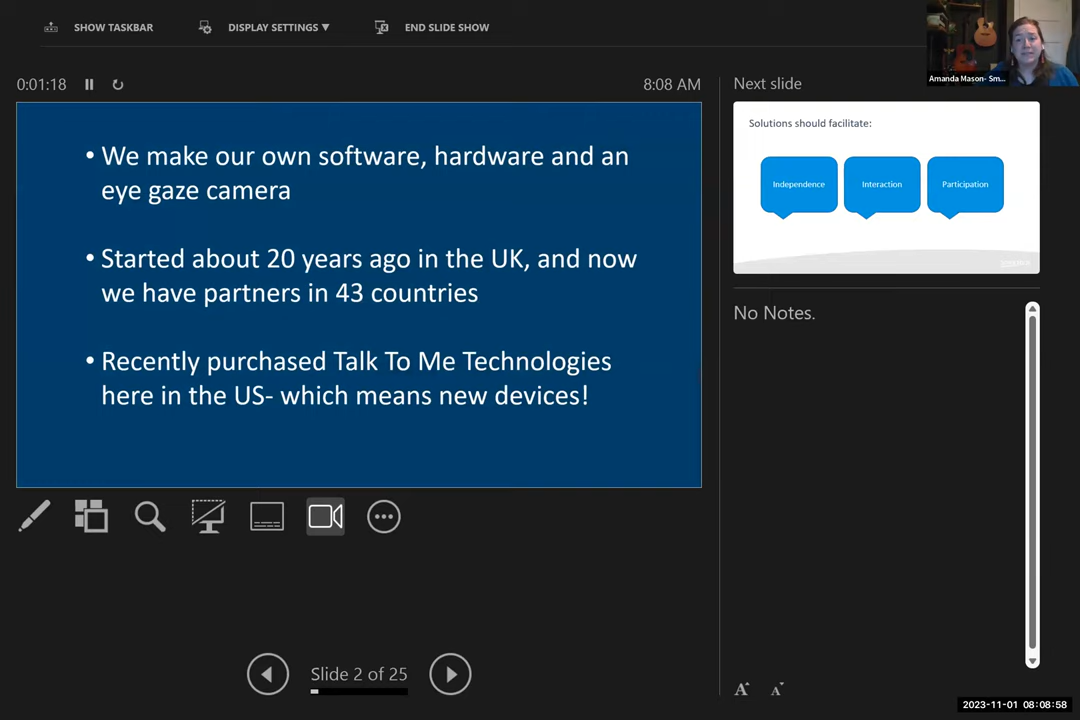 SHOW TASKBAR
DISPLAY SETTINGS ▼
END SLIDE SHOW
Amanda Mason- Sm...
0:01:18
8:08 AM
Next slide
• We make our own software, hardware and an
eye gaze camera
• Started about 20 years ago in the UK, and now
we have partners in 43 countries
• Recently purchased Talk To Me Technologies
here in the US- which means new devices!
Solutions should facilitate:
Independence
Interaction
Participation
No Notes.
Slide 2 of 25
A A
2023-11-01 08:08:58